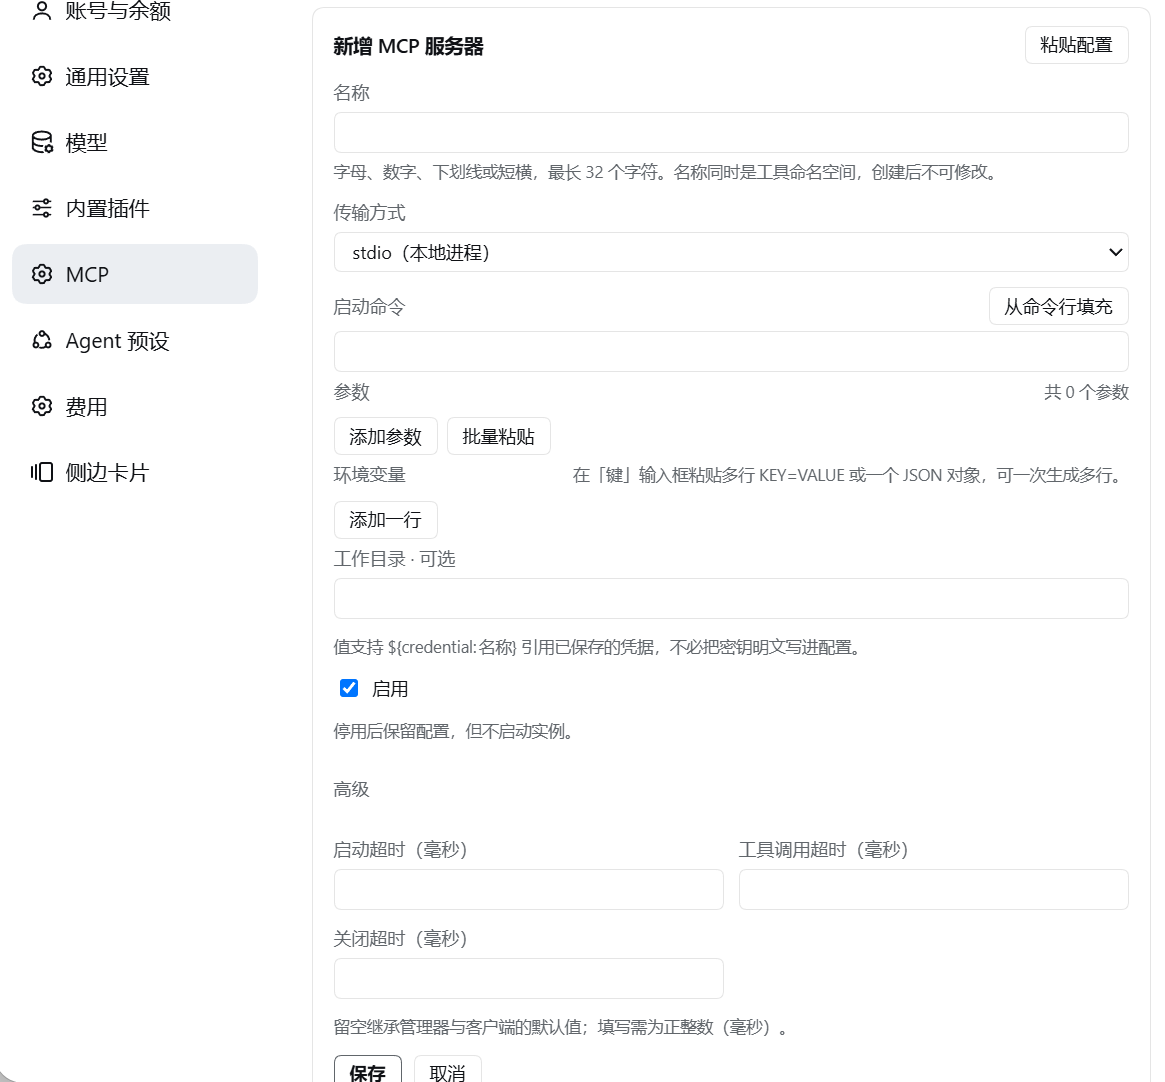 账号与余额
通用设置
模型
内置插件
MCP
Agent 预设
费用
侧边卡片
新增 MCP 服务器
粘贴配置
名称
字母、数字、下划线或短横，最长 32 个字符。名称同时是工具命名空间，创建后不可修改。
传输方式
stdio（本地进程）
启动命令
从命令行填充
参数
共 0 个参数
添加参数
批量粘贴
环境变量
在「键」输入框粘贴多行 KEY=VALUE 或一个 JSON 对象，可一次生成多行。
添加一行
工作目录 · 可选
值支持 ${credential:名称} 引用已保存的凭据，不必把密钥明文写进配置。
启用
停用后保留配置，但不启动实例。
高级
启动超时（毫秒）
工具调用超时（毫秒）
关闭超时（毫秒）
留空继承管理器与客户端的默认值；填写需为正整数（毫秒）。
保存
取消